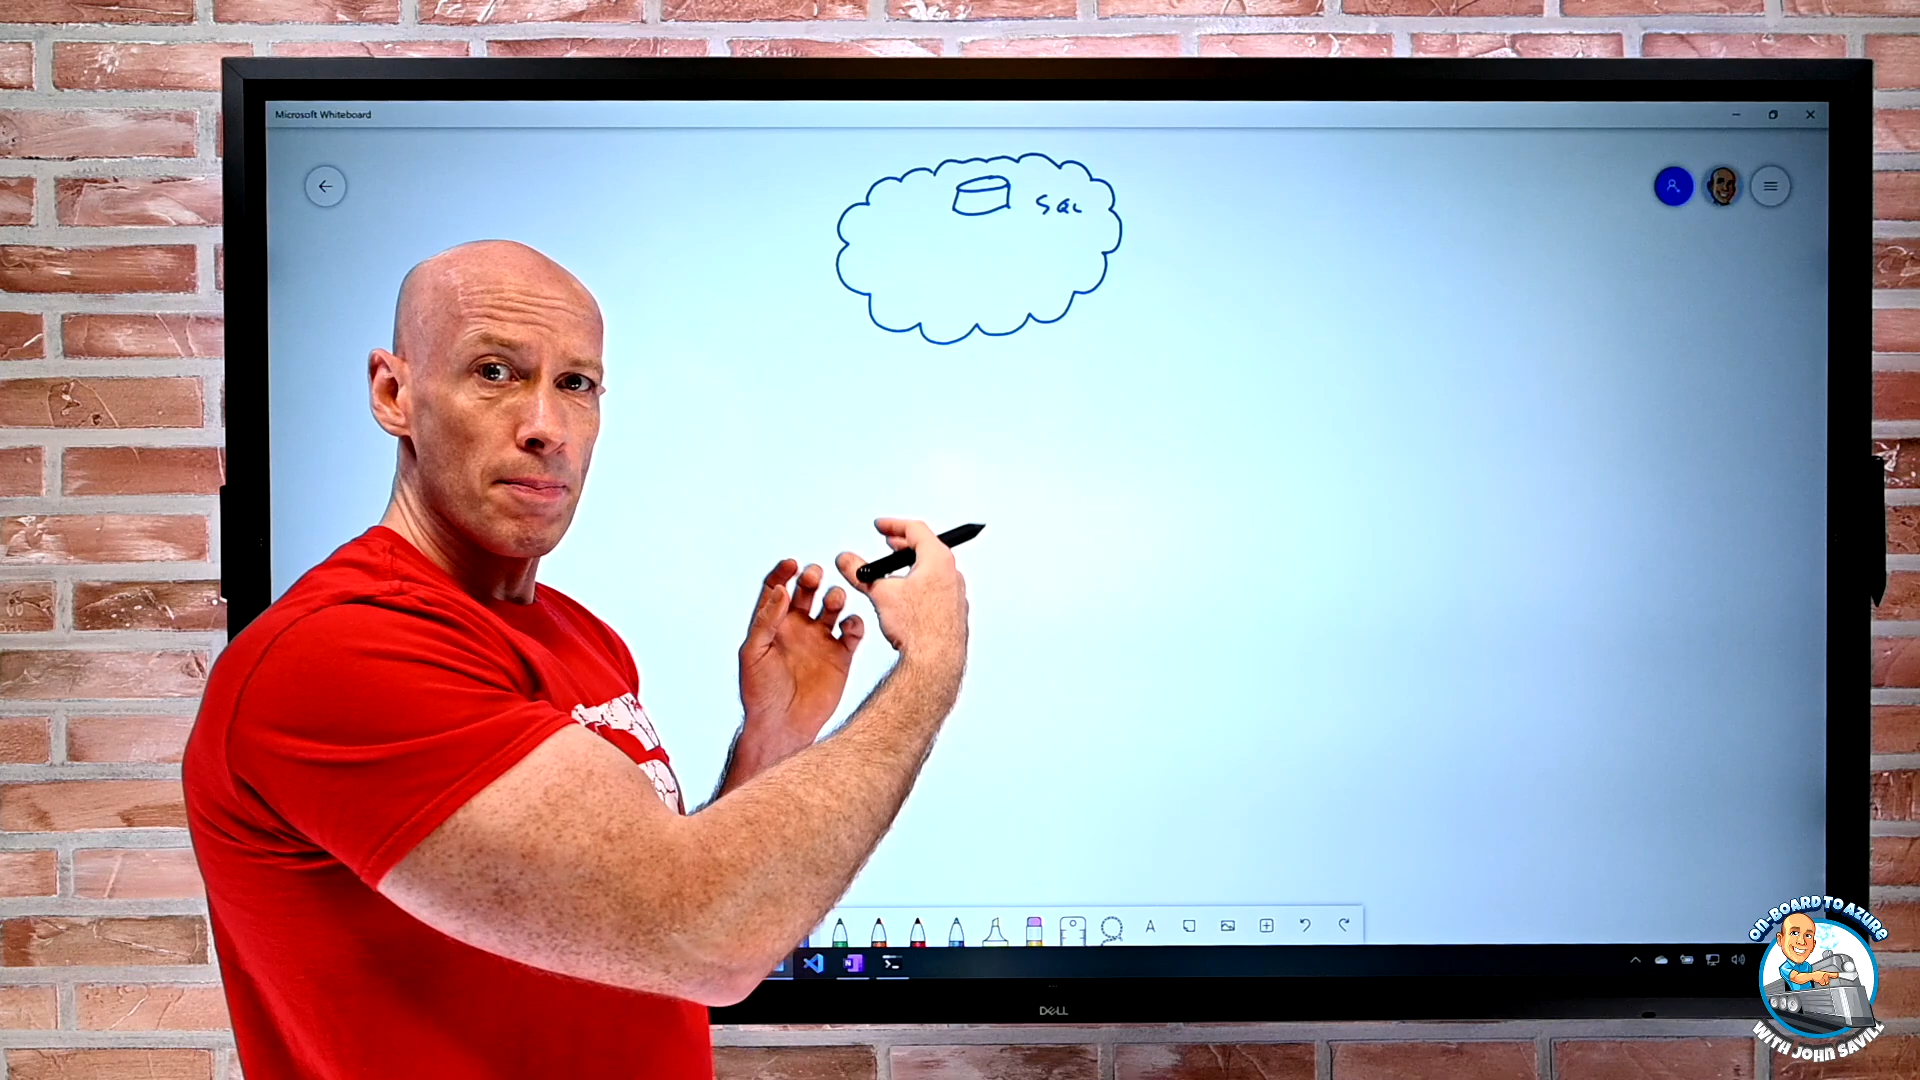 Microsoft Whiteboard
SQL
A
DELL
ON-BOARD TO AZURE
WITH JOHN SAVILL